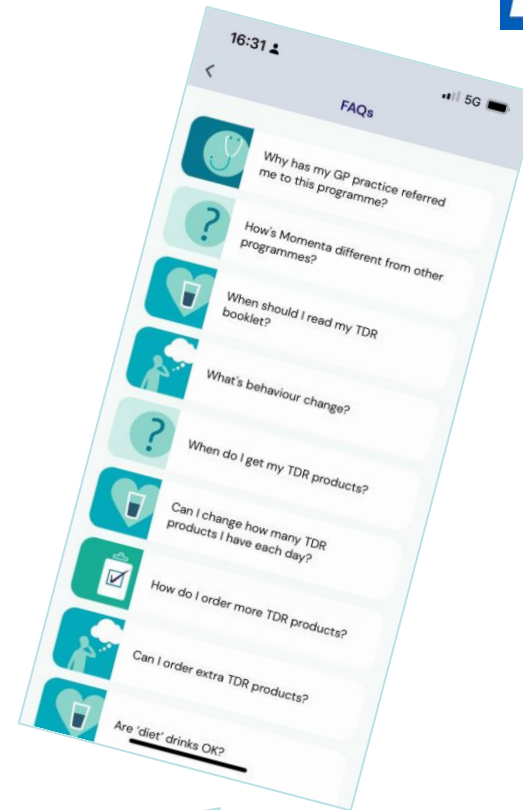 16:31
5G
FAQs
Why has my GP practice referred
me to this programme?
How's Momenta different from other
programmes?
When should I read my TDR
booklet?
What's behaviour change?
When do I get my TDR products?
Can I change how many TDR
products I have each day?
How do I order more TDR products?
Can I order extra TDR products?
Are 'diet' drinks OK?